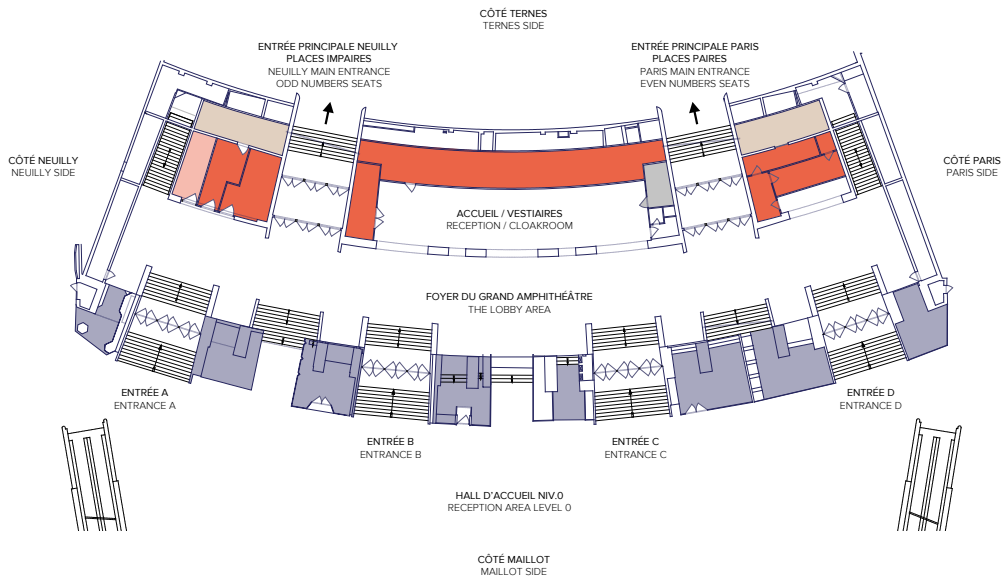 CÔTÉ TERNES
TERNES SIDE
ENTRÉE PRINCIPALE NEUILLY
PLACES IMPAIRES
NEUILLY MAIN ENTRANCE
ODD NUMBERS SEATS
ENTRÉE PRINCIPALE PARIS
PLACES PAIRES
PARIS MAIN ENTRANCE
EVEN NUMBERS SEATS
CÔTÉ NEUILLY
NEUILLY SIDE
CÔTÉ PARIS
PARIS SIDE
ACCUEIL / VESTIAIRES
RECEPTION / CLOAKROOM
FOYER DU GRAND AMPHITHÉÂTRE
THE LOBBY AREA
ENTRÉE A
ENTRANCE A
ENTRÉE D
ENTRANCE D
ENTRÉE B
ENTRANCE B
ENTRÉE C
ENTRANCE C
HALL D'ACCUEIL NIV.0
RECEPTION AREA LEVEL 0
CÔTÉ MAILLOT
MAILLOT SIDE